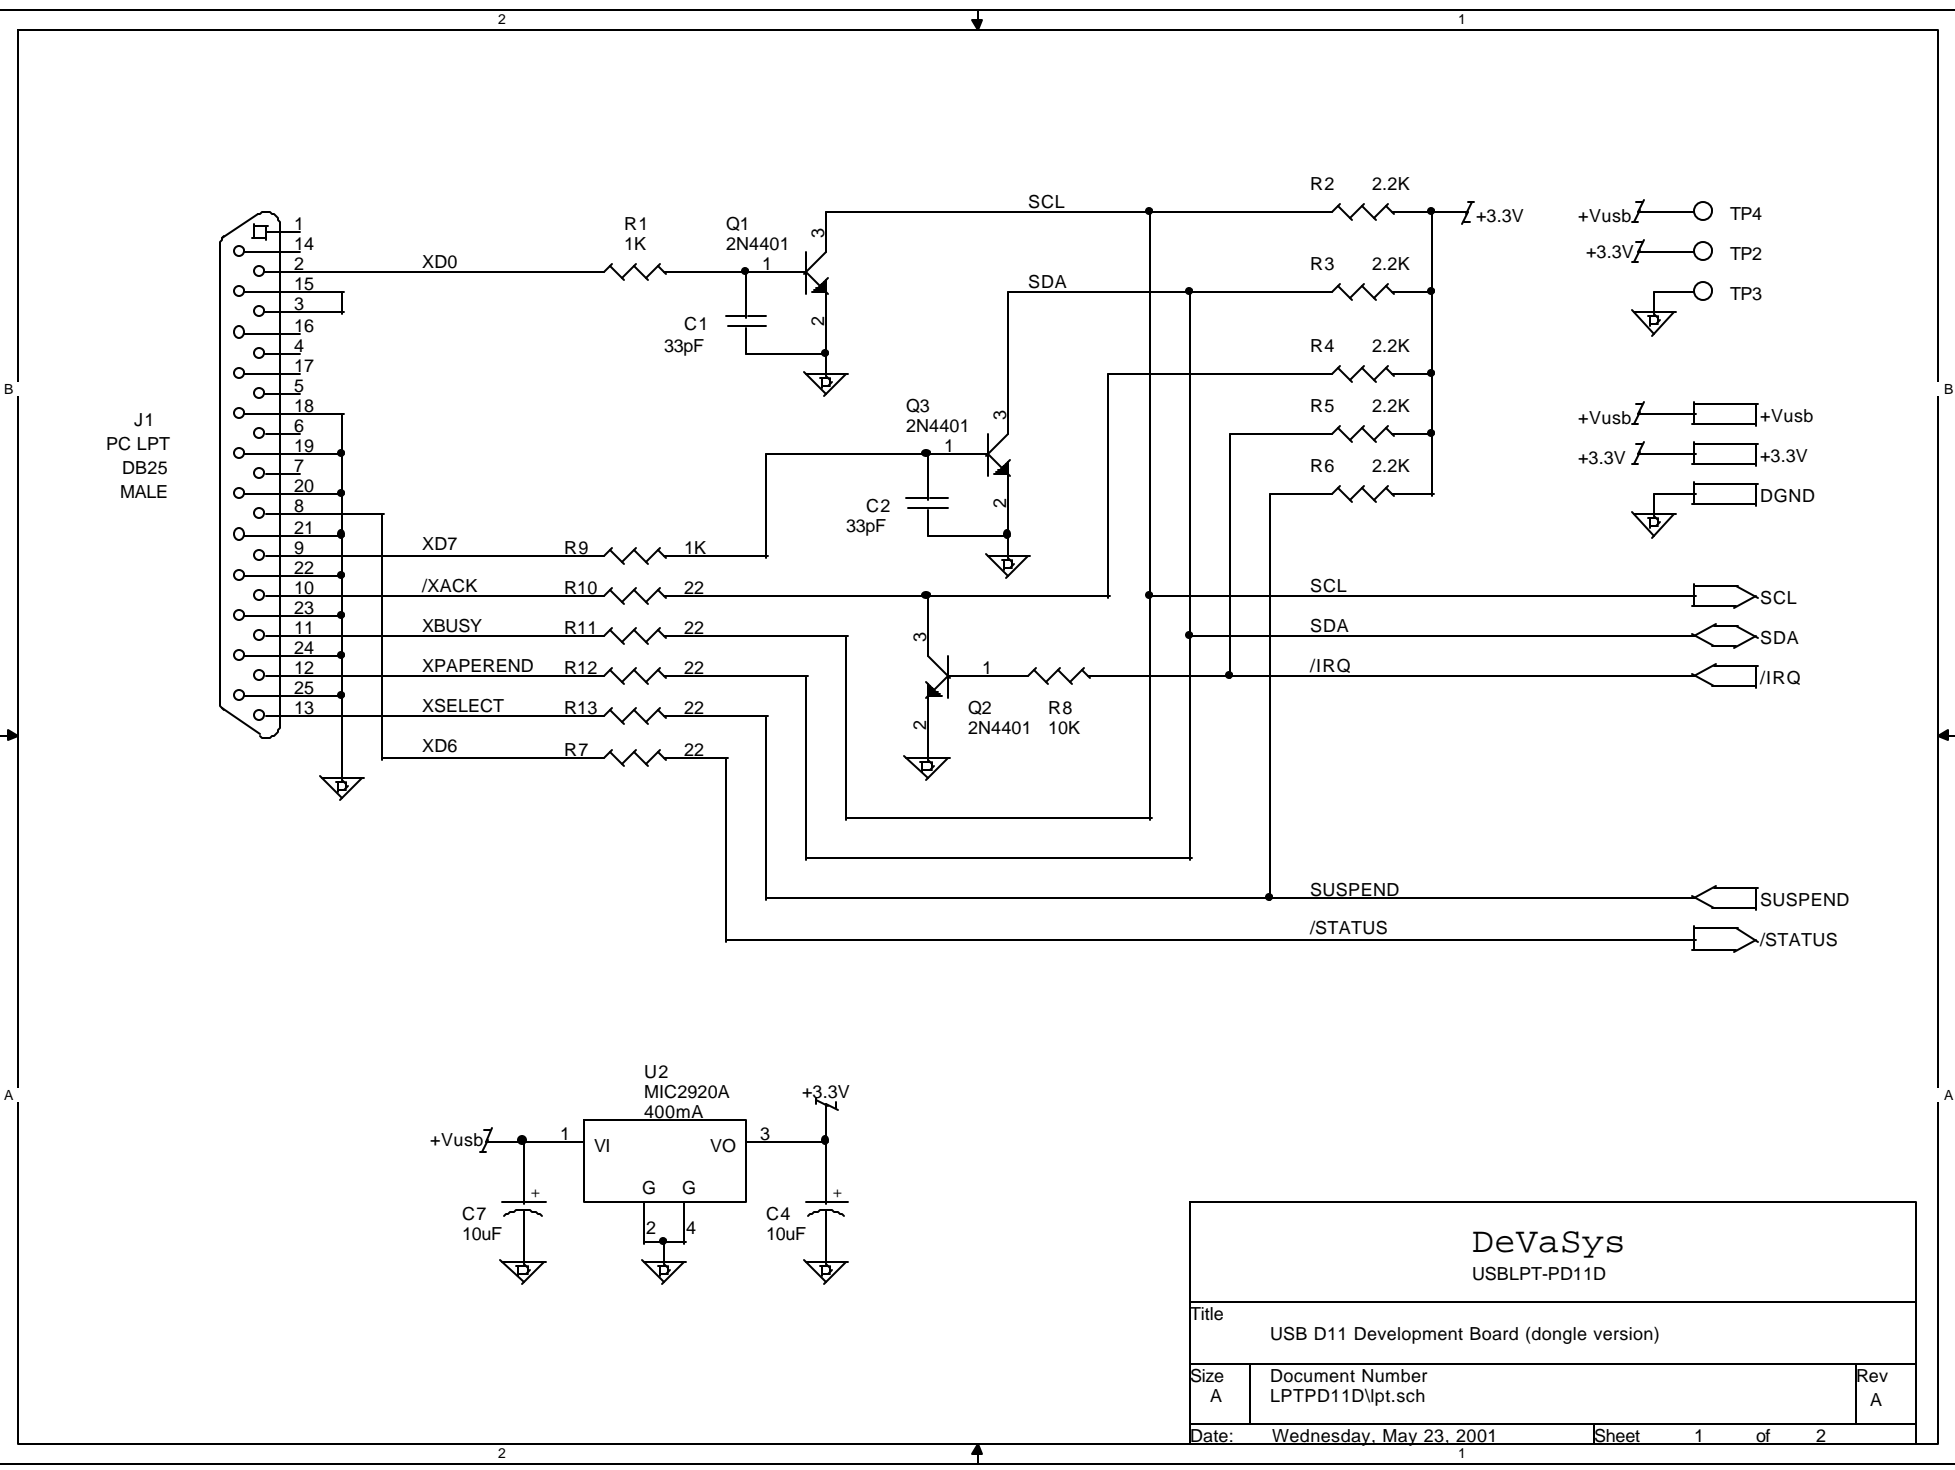 2
1
B
B
A
A
J1
PC LPT
DB25
MALE
1
14
2
15
3
16
4
17
5
18
6
19
7
20
8
21
9
22
10
23
11
24
12
25
13
XD0
R1
1K
Q1
2N4401
1
3
2
C1
33pF
SCL
SDA
Q3
2N4401
1
3
2
C2
33pF
R2 2.2K
+3.3V
R3 2.2K
R4 2.2K
R5 2.2K
R6 2.2K
+Vusb TP4
+3.3V TP2
TP3
+Vusb +Vusb
+3.3V +3.3V
DGND
XD7 R9 1K
/XACK R10 22
XBUSY R11 22
XPAPEREND R12 22
XSELECT R13 22
XD6 R7 22
3
1
2
Q2
2N4401
R8
10K
SCL SCL
SDA SDA
/IRQ /IRQ
SUSPEND SUSPEND
/STATUS /STATUS
U2
MIC2920A
400mA
+Vusb
1
VI
VO
3
+3.3V
G G
2 4
+
C7
10uF
+
C4
10uF
DeVaSys
USBLPT-PD11D
Title
USB D11 Development Board (dongle version)
Size
A
Document Number
LPTPD11D\lpt.sch
Rev
A
Date: Wednesday, May 23, 2001 Sheet 1 of 2
2
1